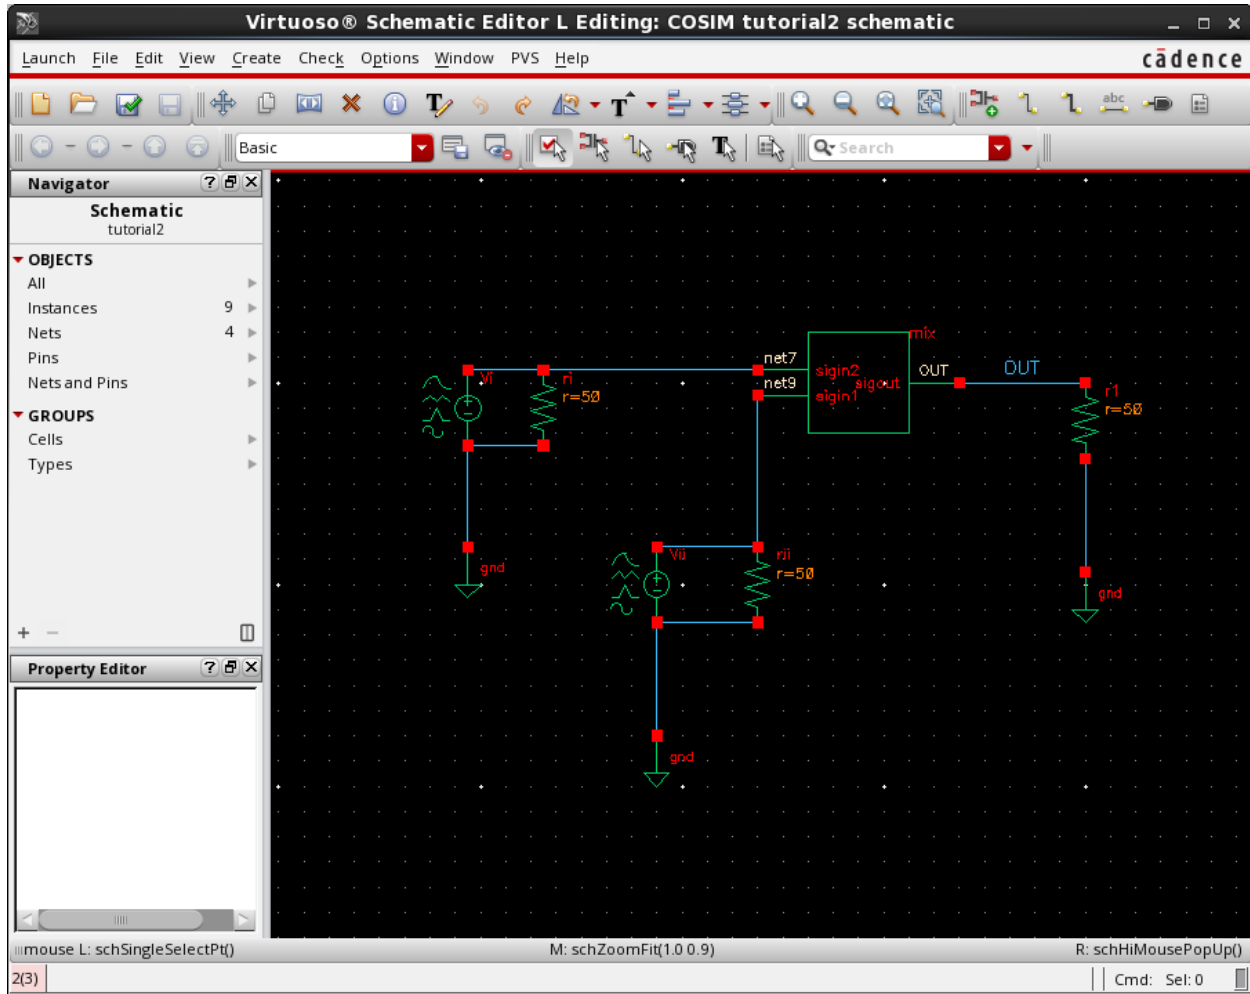 Virtuoso® Schematic Editor L Editing: COSIM tutorial2 schematic
Launch File Edit View Create Check Options Window PVS Help
cādence
abc
Basic
Search
Navigator
Schematic
tutorial2
OBJECTS
All
Instances 9
Nets 4
Pins
Nets and Pins
GROUPS
Cells
Types
Property Editor
mix
net7
sigin2
OUT
OUT
net9
sigout
sigin1
Vi
ri
r=50
r1
r=50
gnd
Vii
rii
r=50
gnd
gnd
mouse L: schSingleSelectPt()
M: schZoomFit(1.0 0.9)
R: schHiMousePopUp()
2(3)
Cmd: Sel: 0